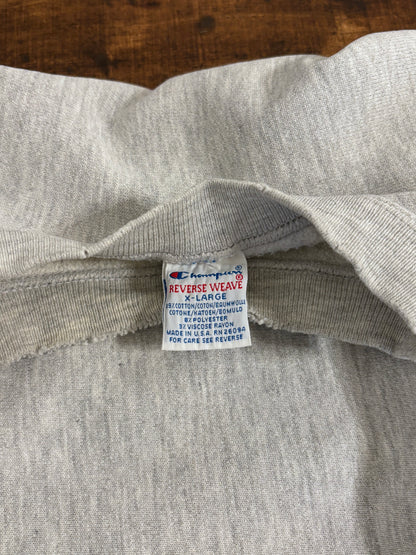 Champion®
REVERSE WEAVE®
X-LARGE
89% COTTON/COTON/BAUMWOLLE
COTONE/KATOEN/BOMULD
8% POLYESTER
3% VISCOSE RAYON
MADE IN U.S.A. RN 26094
FOR CARE SEE REVERSE